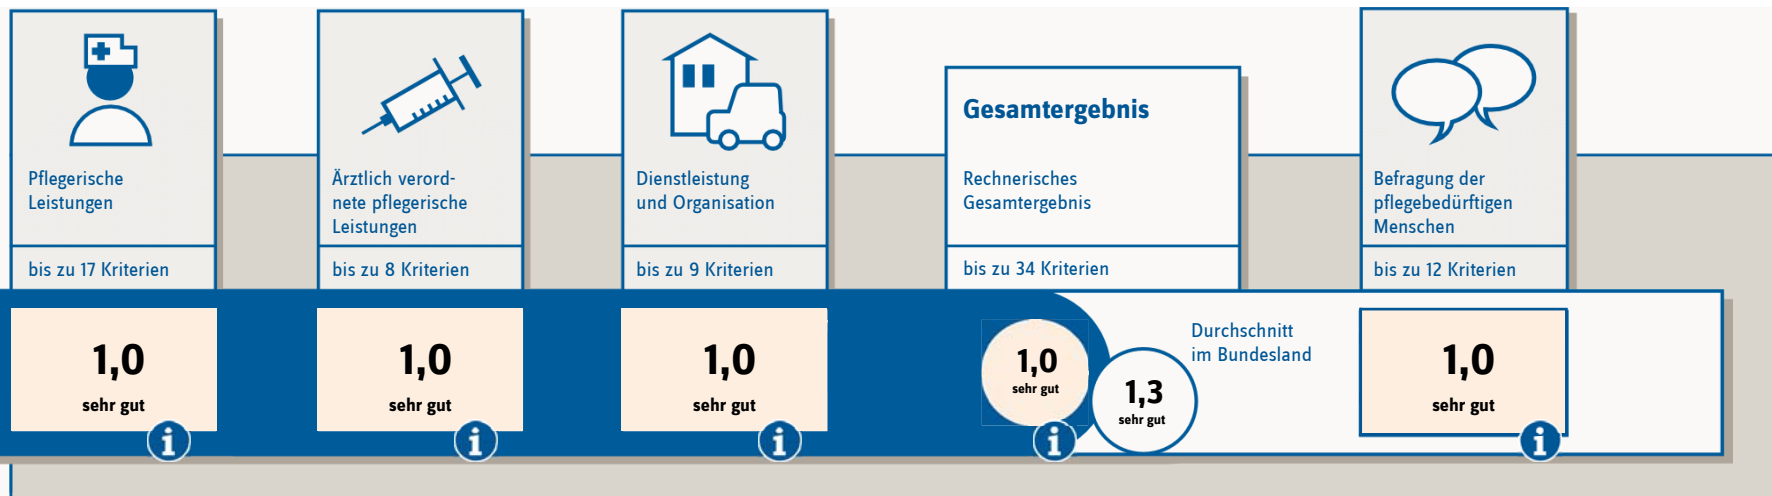 Pflegerische
Leistungen
bis zu 17 Kriterien
1,0
sehr gut
Ärztlich verord-
nete pflegerische
Leistungen
bis zu 8 Kriterien
1,0
sehr gut
Dienstleistung
und Organisation
bis zu 9 Kriterien
1,0
sehr gut
Gesamtergebnis
Rechnerisches
Gesamtergebnis
bis zu 34 Kriterien
1,0
sehr gut
1,3
sehr gut
Durchschnitt
im Bundesland
Befragung der
pflegebedürftigen
Menschen
bis zu 12 Kriterien
1,0
sehr gut